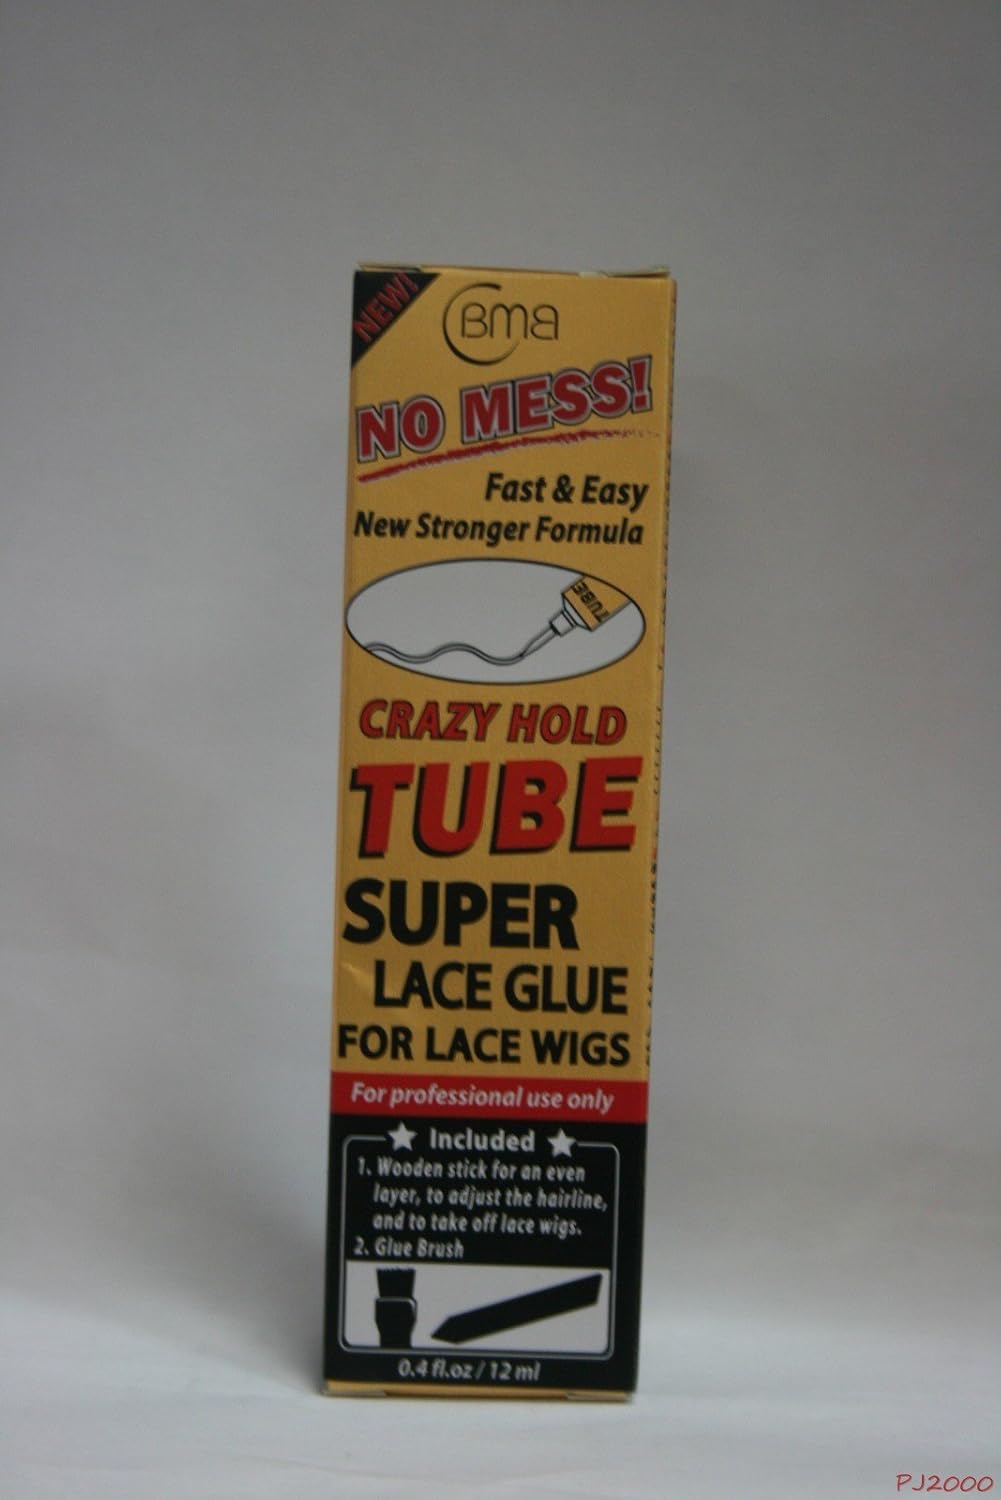 NEW!
BMB
NO MESS!
Fast & Easy
New Stronger Formula
TUBE
CRAZY HOLD
TUBE
SUPER
LACE GLUE
FOR LACE WIGS
For professional use only
Included
1. Wooden stick for an even
layer, to adjust the hairline,
and to take off lace wigs.
2. Glue Brush
0.4 fl.oz / 12 ml
PJ2000